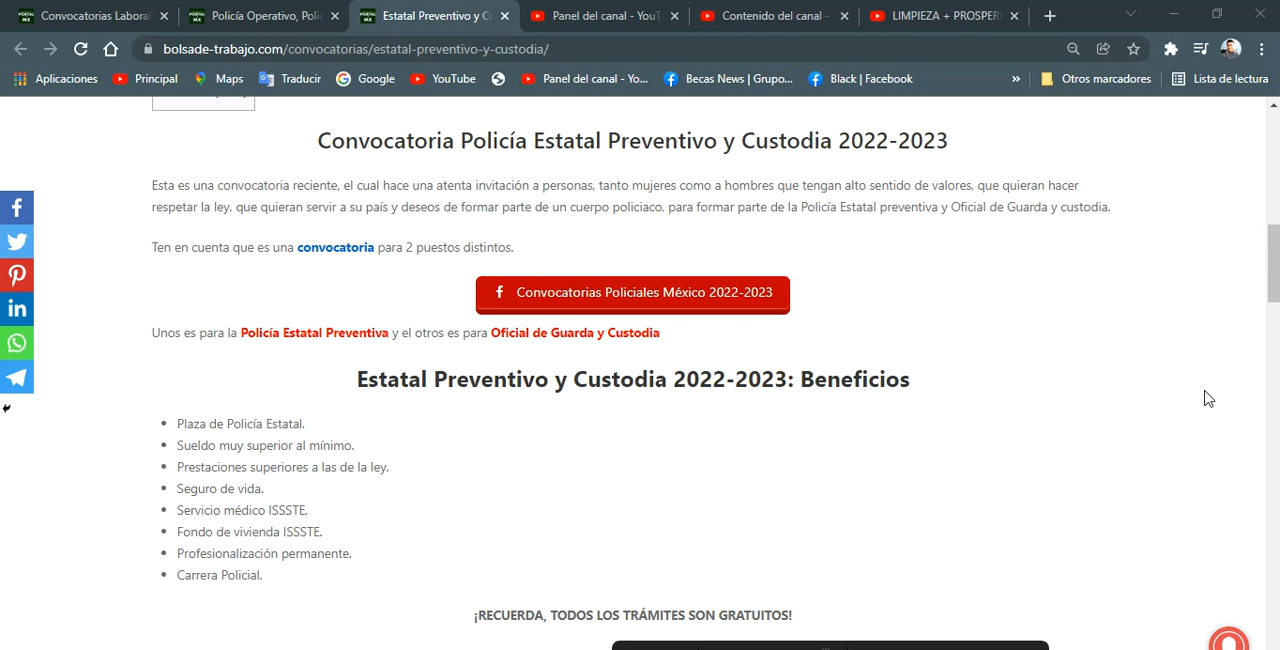 Convocatorias Laboral
Policía Operativo, Poli
Estatal Preventivo y C
Panel del canal - YouT
Contenido del canal -
LIMPIEZA + PROSPERI
bolsade-trabajo.com/convocatorias/estatal-preventivo-y-custodia/
Aplicaciones Principal Maps Traducir Google YouTube Panel del canal - Yo... Becas News | Grupo... Black | Facebook » Otros marcadores Lista de lectura
Convocatoria Policía Estatal Preventivo y Custodia 2022-2023
Esta es una convocatoria reciente, el cual hace una atenta invitación a personas, tanto mujeres como a hombres que tengan alto sentido de valores, que quieran hacer
respetar la ley, que quieran servir a su país y deseos de formar parte de un cuerpo policiaco, para formar parte de la Policía Estatal preventiva y Oficial de Guarda y custodia.
Ten en cuenta que es una convocatoria para 2 puestos distintos.
Convocatorias Policiales México 2022-2023
Unos es para la Policía Estatal Preventiva y el otros es para Oficial de Guarda y Custodia
Estatal Preventivo y Custodia 2022-2023: Beneficios
Plaza de Policía Estatal.
Sueldo muy superior al mínimo.
Prestaciones superiores a las de la ley.
Seguro de vida.
Servicio médico ISSSTE.
Fondo de vivienda ISSSTE.
Profesionalización permanente.
Carrera Policial.
¡RECUERDA, TODOS LOS TRÁMITES SON GRATUITOS!